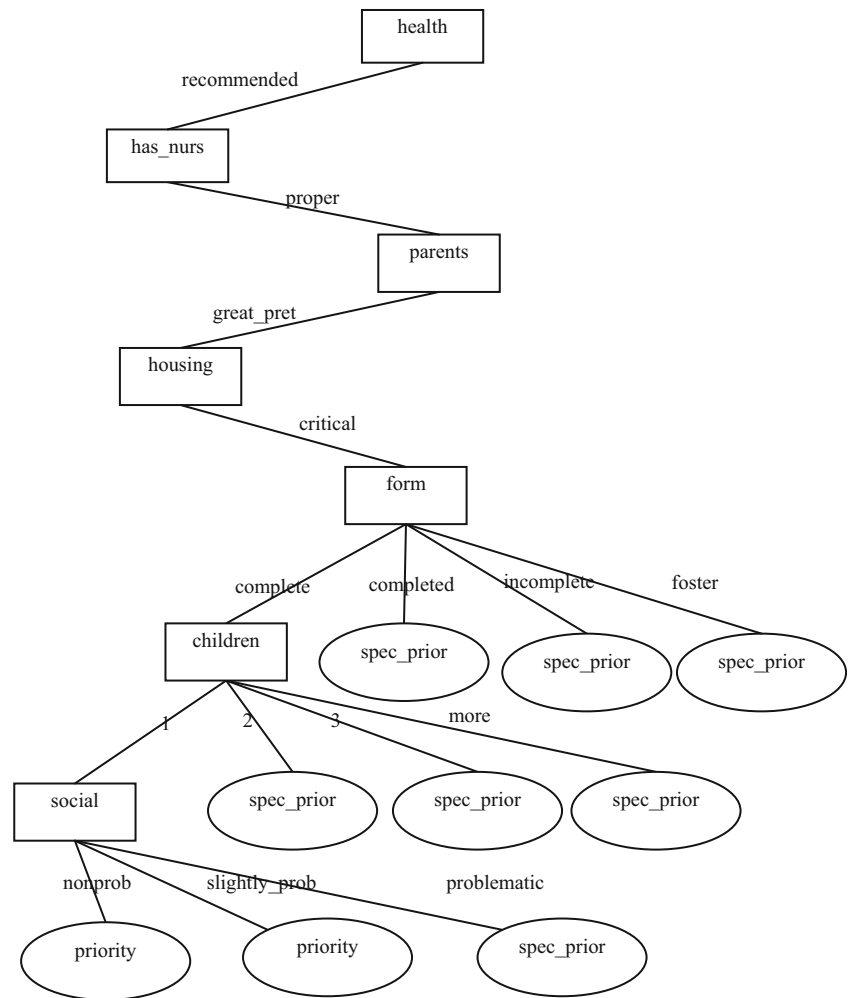 health
recommended
has_nurs
proper
parents
great_pret
housing
critical
form
complete
completed
incomplete
foster
children
spec_prior
spec_prior
spec_prior
1
2
3
more
social
spec_prior
spec_prior
spec_prior
nonprob
slightly_prob
problematic
priority
priority
spec_prior